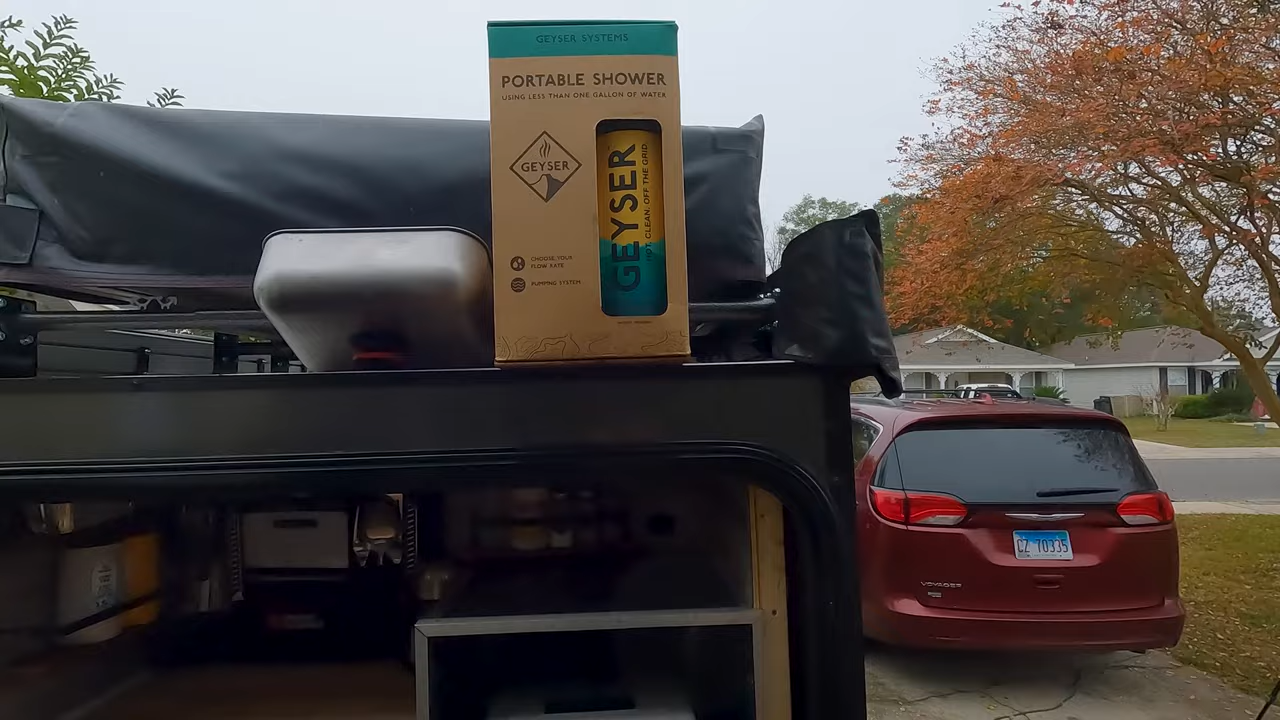 GEYSER SYSTEMS
PORTABLE SHOWER
USING LESS THAN ONE GALLON OF WATER
GEYSER
GEYSER
HOT. CLEAN. OFF THE GRID
CHOOSE YOUR
FLOW RATE
PUMPING SYSTEM
CZ 70335
VOYAGER